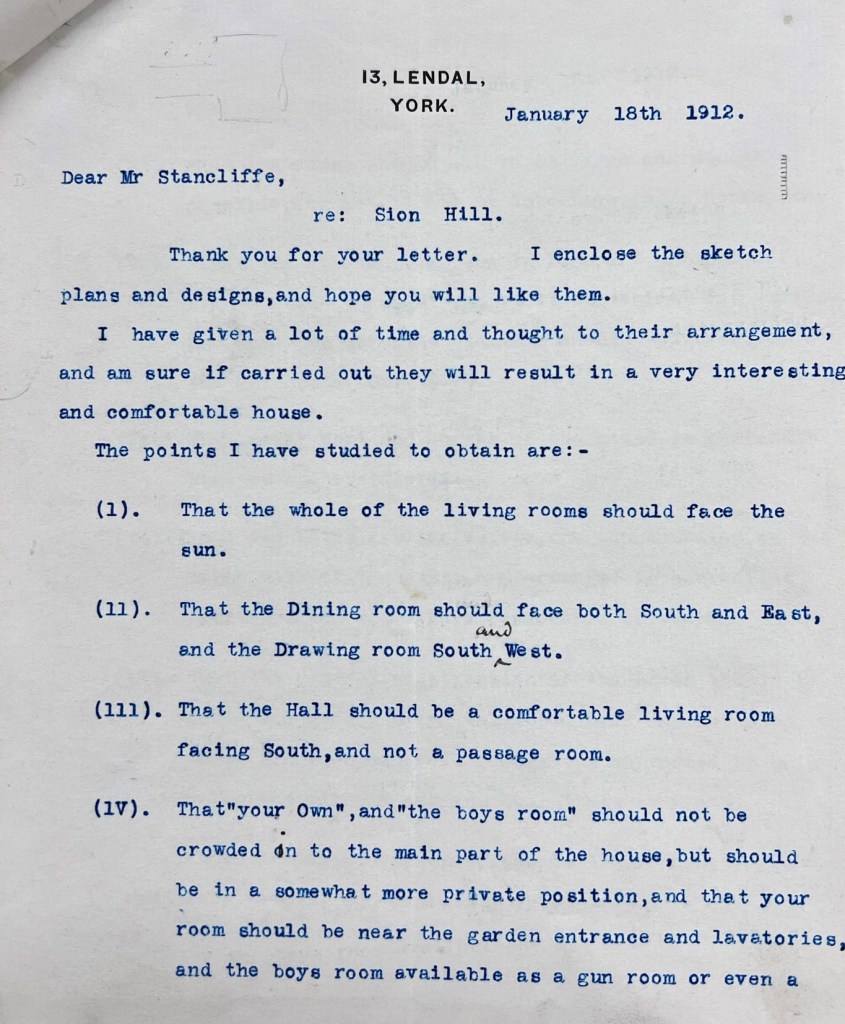 13, LENDAL,
YORK.
January 18th 1912.
Dear Mr Stancliffe,
re: Sion Hill.
Thank you for your letter. I enclose the sketch
plans and designs,and hope you will like them.
I have given a lot of time and thought to their arrangement,
and am sure if carried out they will result in a very interesting
and comfortable house.
The points I have studied to obtain are:-
(1). That the whole of the living rooms should face the
sun.
(11). That the Dining room should face both South and East,
and the Drawing room South and West.
(111). That the Hall should be a comfortable living room
facing South,and not a passage room.
(1V). That"your Own",and"the boys room" should not be
crowded in to the main part of the house,but should
be in a somewhat more private position,and that your
room should be near the garden entrance and lavatories,
and the boys room available as a gun room or even a